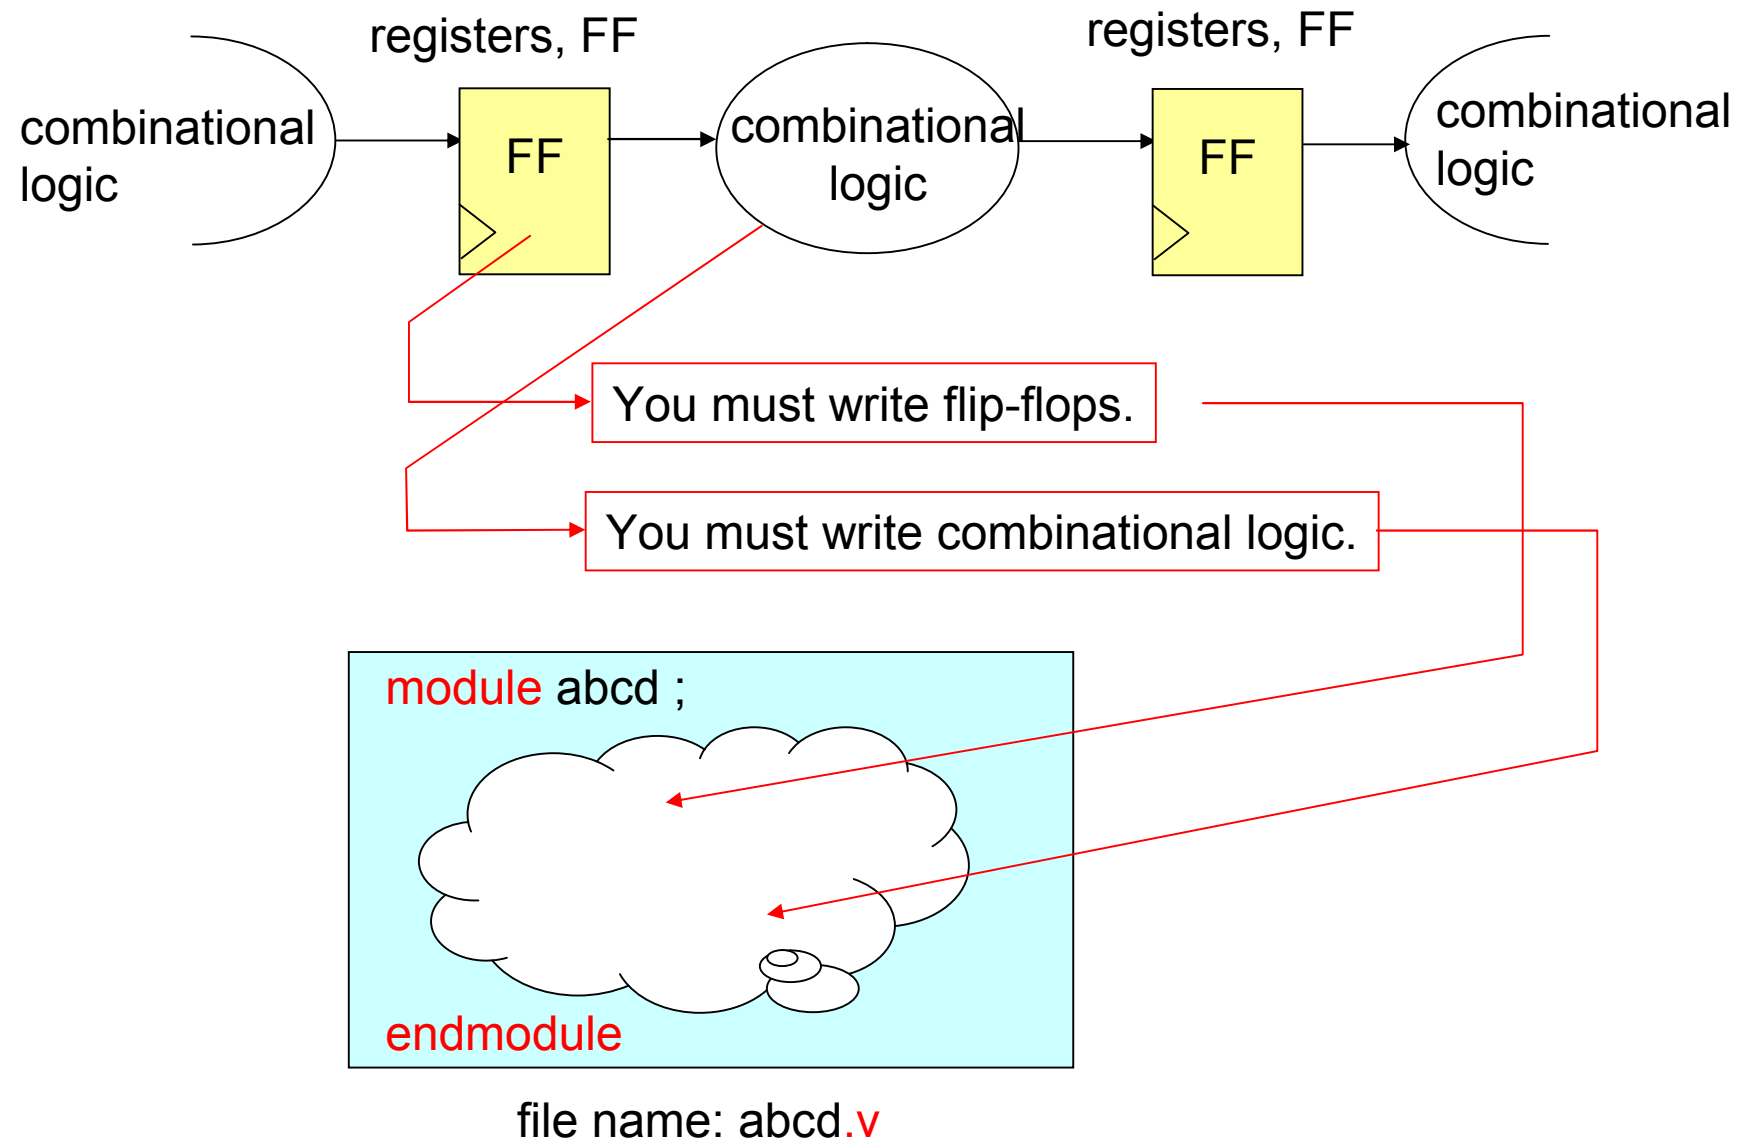 registers, FF
registers, FF
combinational
logic
FF
combinational
logic
FF
combinational
logic
You must write flip-flops.
You must write combinational logic.
module abcd ;
endmodule
file name: abcd.v